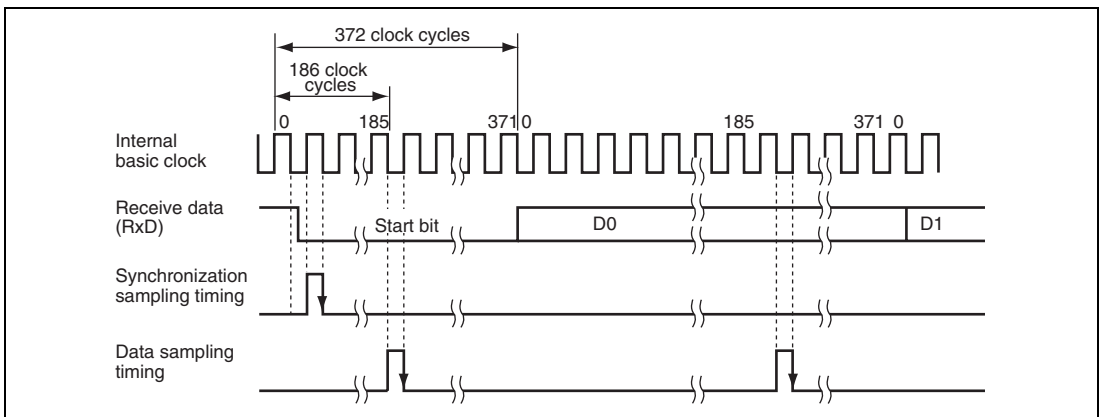 372 clock cycles
186 clock
cycles
0 185 371 0 185 371 0
Internal
basic clock
Receive data
(RxD)
Start bit D0 D1
Synchronization
sampling timing
Data sampling
timing